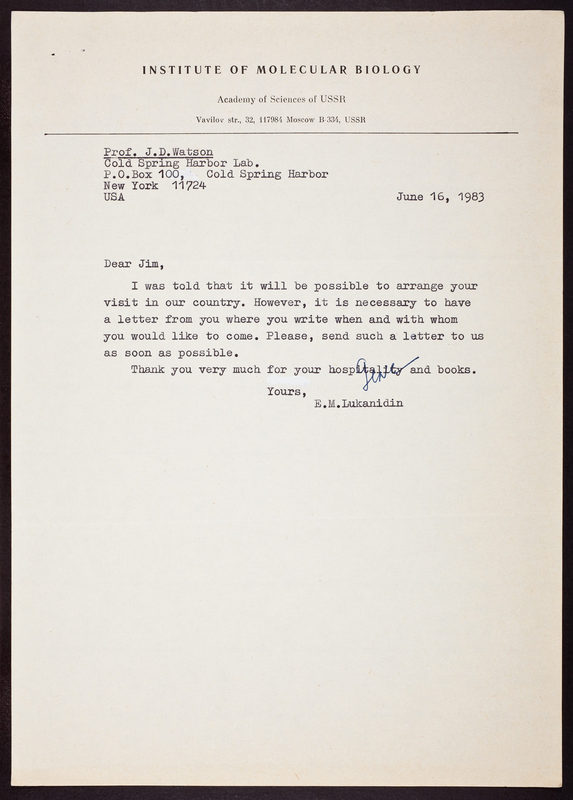 INSTITUTE OF MOLECULAR BIOLOGY
Academy of Sciences of USSR
Vavilov str., 32, 117984 Moscow B-334, USSR
Prof. J.D.Watson
Cold Spring Harbor Lab.
P.O.Box 100, Cold Spring Harbor
New York 11724
USA June 16, 1983
Dear Jim,
I was told that it will be possible to arrange your
visit in our country. However, it is necessary to have
a letter from you where you write when and with whom
you would like to come. Please, send such a letter to us
as soon as possible.
Thank you very much for your hospitality and books.
Yours,
E.M.Lukanidin